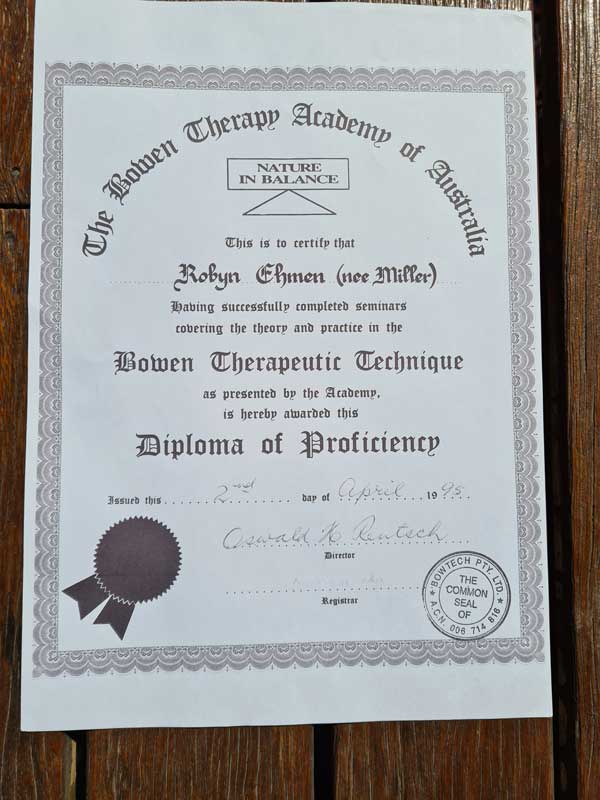 The Bowen Therapy Academy of Australia
NATURE
IN BALANCE
This is to certify that
Robyn Ehmen (nee Miller)
Having successfully completed seminars
covering the theory and practice in the
Bowen Therapeutic Technique
as presented by the Academy,
is hereby awarded this
Diploma of Proficiency
Issued this 2nd day of April 1995.
Oswald H Rentsch
Director
Registrar
BOWTECH PTY. LTD.
THE
COMMON
SEAL
OF
A.C.N. 006 714 816